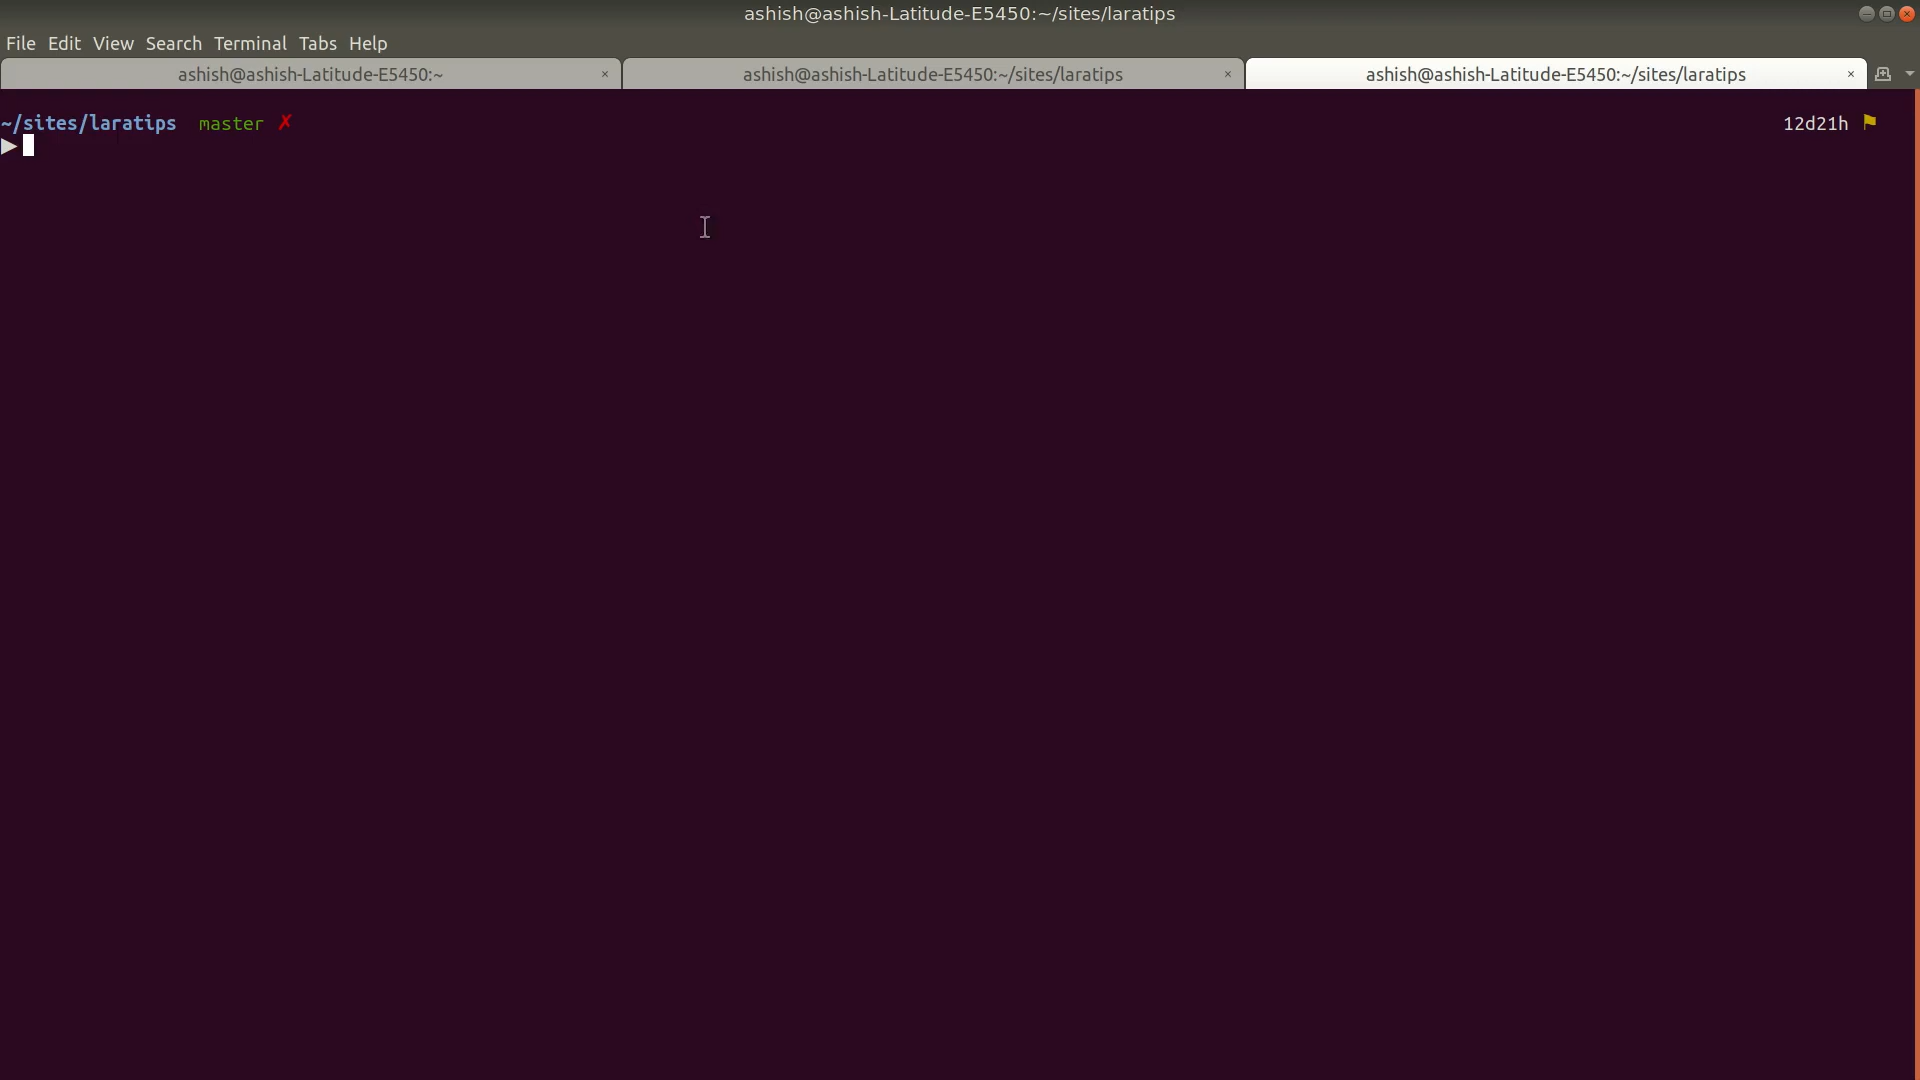 ashish@ashish-Latitude-E5450:~/sites/laratips
File Edit View Search Terminal Tabs Help
ashish@ashish-Latitude-E5450:~ × ashish@ashish-Latitude-E5450:~/sites/laratips × ashish@ashish-Latitude-E5450:~/sites/laratips ×
~/sites/laratips master ✗ 12d21h ⚑
▶